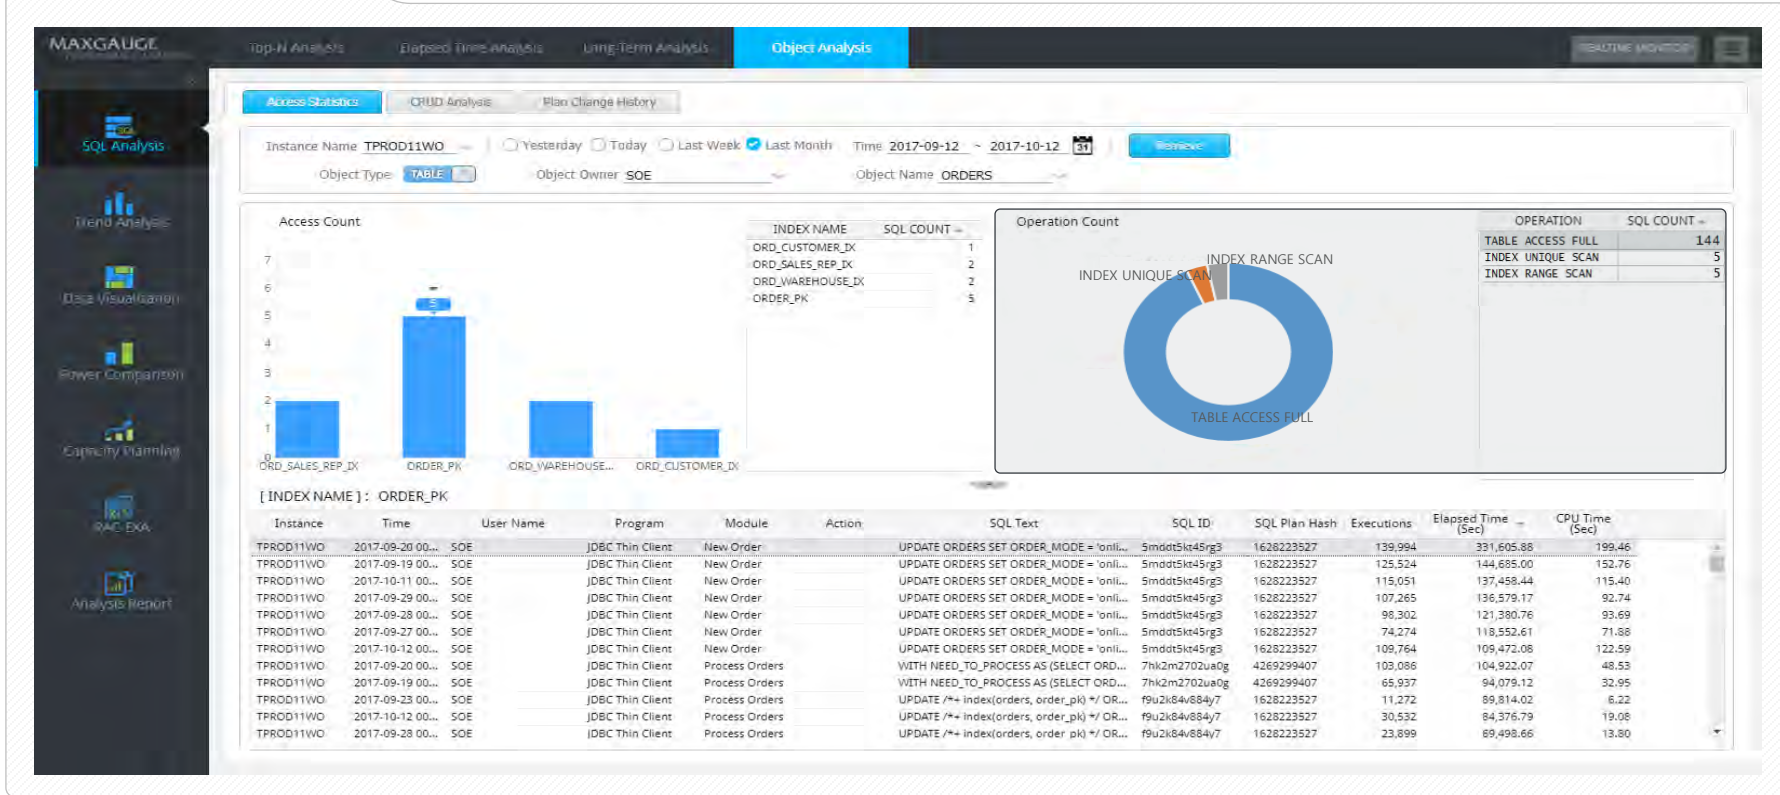 MAXGAUGE
Top-N Analysis Elapsed Time Analysis Long-Term Analysis Object Analysis REALTIME MONITOR
SQL Analysis
Trend Analysis
Data Visualization
Power Comparison
Capacity Planning
RAC EXA
Analysis Report
Access Statistics CRUD Analysis Plan Change History
Instance Name TPROD11WO Yesterday Today Last Week Last Month Time 2017-09-12 ~ 2017-10-12 31 Retrieve
Object Type TABLE Object Owner SOE Object Name ORDERS
Access Count
7
6
5
4
3
2
1
0
5
ORD_SALES_REP_IX ORDER_PK ORD_WAREHOUSE... ORD_CUSTOMER_IX
INDEX NAME SQL COUNT
ORD_CUSTOMER_IX 1
ORD_SALES_REP_IX 2
ORD_WAREHOUSE_IX 2
ORDER_PK 5
Operation Count
INDEX RANGE SCAN
INDEX UNIQUE SCAN
TABLE ACCESS FULL
OPERATION SQL COUNT
TABLE ACCESS FULL 144
INDEX UNIQUE SCAN 5
INDEX RANGE SCAN 5
[ INDEX NAME ] : ORDER_PK
Instance Time User Name Program Module Action SQL Text SQL ID SQL Plan Hash Executions Elapsed Time (Sec) CPU Time (Sec)
TPROD11WO 2017-09-20 00... SOE JDBC Thin Client New Order UPDATE ORDERS SET ORDER_MODE = 'onli... 5mddt5kt45rg3 1628223527 139,994 331,605.88 199.46
TPROD11WO 2017-09-19 00... SOE JDBC Thin Client New Order UPDATE ORDERS SET ORDER_MODE = 'onli... 5mddt5kt45rg3 1628223527 125,524 144,685.00 152.76
TPROD11WO 2017-10-11 00... SOE JDBC Thin Client New Order UPDATE ORDERS SET ORDER_MODE = 'onli... 5mddt5kt45rg3 1628223527 115,051 137,458.44 115.40
TPROD11WO 2017-09-29 00... SOE JDBC Thin Client New Order UPDATE ORDERS SET ORDER_MODE = 'onli... 5mddt5kt45rg3 1628223527 107,265 136,579.17 92.74
TPROD11WO 2017-09-28 00... SOE JDBC Thin Client New Order UPDATE ORDERS SET ORDER_MODE = 'onli... 5mddt5kt45rg3 1628223527 98,302 121,380.76 93.69
TPROD11WO 2017-09-27 00... SOE JDBC Thin Client New Order UPDATE ORDERS SET ORDER_MODE = 'onli... 5mddt5kt45rg3 1628223527 74,274 118,552.61 71.88
TPROD11WO 2017-10-12 00... SOE JDBC Thin Client New Order UPDATE ORDERS SET ORDER_MODE = 'onli... 5mddt5kt45rg3 1628223527 109,764 109,472.08 122.59
TPROD11WO 2017-09-20 00... SOE JDBC Thin Client Process Orders WITH NEED_TO_PROCESS AS (SELECT ORD... 7hk2m2702ua0g 4269299407 103,086 104,922.07 48.53
TPROD11WO 2017-09-19 00... SOE JDBC Thin Client Process Orders WITH NEED_TO_PROCESS AS (SELECT ORD... 7hk2m2702ua0g 4269299407 65,937 94,079.12 32.95
TPROD11WO 2017-09-23 00... SOE JDBC Thin Client Process Orders UPDATE /*+ index(orders, order_pk) */ OR... f9u2k84v884y7 1628223527 11,272 89,814.02 6.22
TPROD11WO 2017-10-12 00... SOE JDBC Thin Client Process Orders UPDATE /*+ index(orders, order_pk) */ OR... f9u2k84v884y7 1628223527 30,532 84,376.79 19.08
TPROD11WO 2017-09-28 00... SOE JDBC Thin Client Process Orders UPDATE /*+ index(orders, order_pk) */ OR... f9u2k84v884y7 1628223527 23,899 69,498.66 13.80